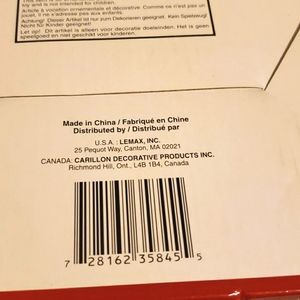 toy and is not intended for children.
Article à vocation ornementale et décorative. Comme ce n'est pas un
jouet, il ne s'adresse pas aux enfants.
Achtung! Dieser Artikel ist nur zum Dekorieren geeignet. Kein Spielzeug!
Nicht für Kinder geeignet.
Let op! Dit artikel is alleen voor decoratie doeleinden. Het is geen
speelgoed en niet geschikt voor kinderen.
Made in China / Fabriqué en Chine
Distributed by / Distribué par
U.S.A.: LEMAX, INC.
25 Pequot Way, Canton, MA 02021
CANADA: CARILLON DECORATIVE PRODUCTS INC.
Richmond Hill, Ont., L4B 1B4, Canada
7 28162 35845 5